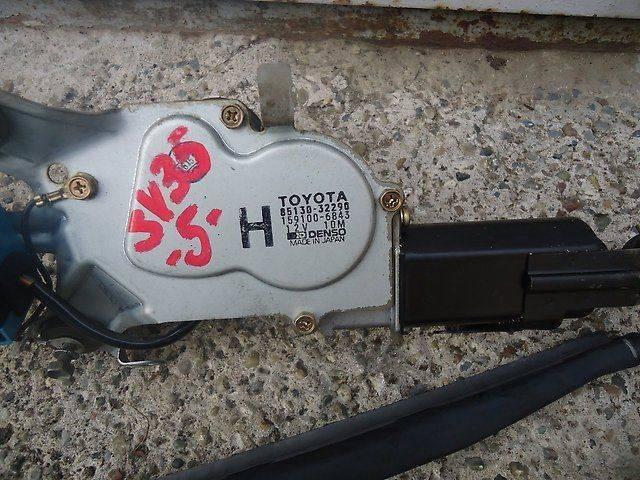 SV30
-S-
H
TOYOTA
85130-32290
159100-6843
12V 10M
DENSO
MADE IN JAPAN